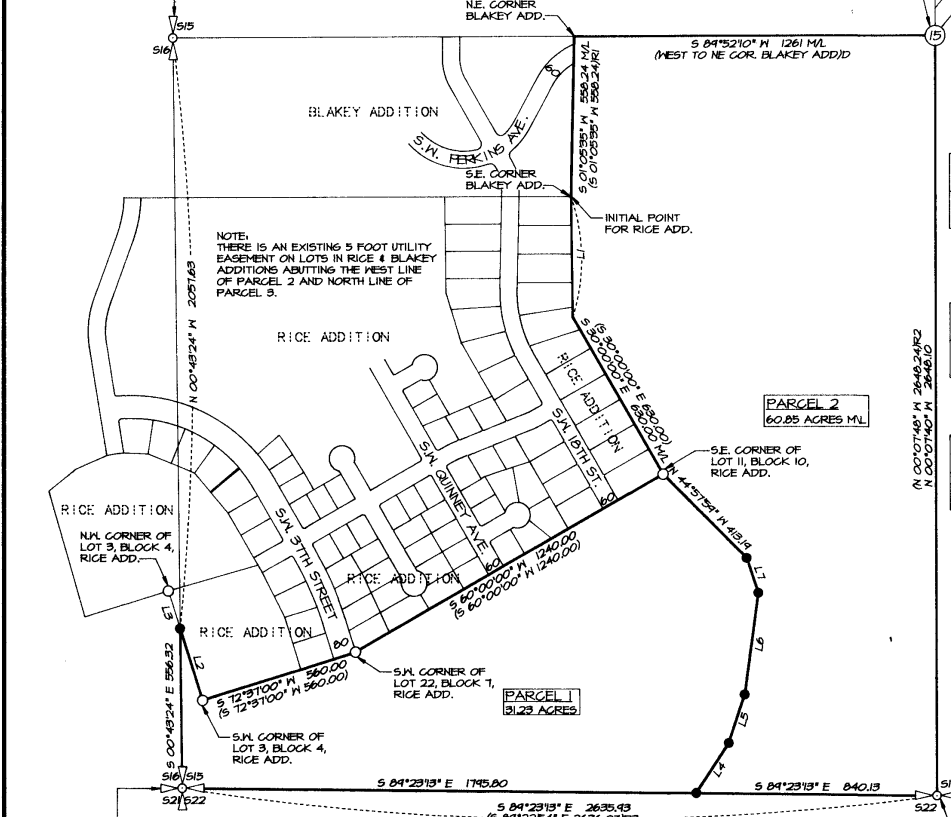 N.E. CORNER
BLAKEY ADD.
S15
S16
15
S 89°52'10" W 1261 M/L
(WEST TO NE COR. BLAKEY ADD)D
60
S 01°05'35" W 558.24 M/L
(S 01°05'35" W 558.24)R1
BLAKEY ADDITION
S.W. PERKINS AVE.
S.E. CORNER
BLAKEY ADD.
INITIAL POINT
FOR RICE ADD.
L1
NOTE:
THERE IS AN EXISTING 5 FOOT UTILITY
EASEMENT ON LOTS IN RICE & BLAKEY
ADDITIONS ABUTTING THE WEST LINE
OF PARCEL 2 AND NORTH LINE OF
PARCEL 3.
N 00°43'24" W 2057.63
RICE ADDITION
(S 30°00'00" E 630.00)
S 30°00'00" E 630.00 M/L
RICE ADDITION
(N 00°07'48" W 2648.24)R2
N 00°07'40" W 2648.10
PARCEL 2
60.85 ACRES M/L
S.W. 18TH ST.
60
S.E. CORNER OF
LOT 11, BLOCK 10,
RICE ADD.
S.W. QUINNEY AVE.
60
N 44°57'59" W 413.19
RICE ADDITION
N.W. CORNER OF
LOT 3, BLOCK 4,
RICE ADD.
S.W. 37TH STREET
80
RICE ADDITION
S 60°00'00" W 1240.00
(S 60°00'00" W 1240.00)
L7
L3
RICE ADDITION
L2
L6
S 72°37'00" W 560.00
(S 72°37'00" W 560.00)
S.W. CORNER OF
LOT 22, BLOCK 7,
RICE ADD.
PARCEL 1
31.23 ACRES
L5
S 00°43'24" E 556.32
S.W. CORNER OF
LOT 3, BLOCK 4,
RICE ADD.
L4
S16 S15
S21 S22
S 89°23'13" E 1795.80
S 89°23'13" E 840.13
S22
S 89°23'13" E 2635.93